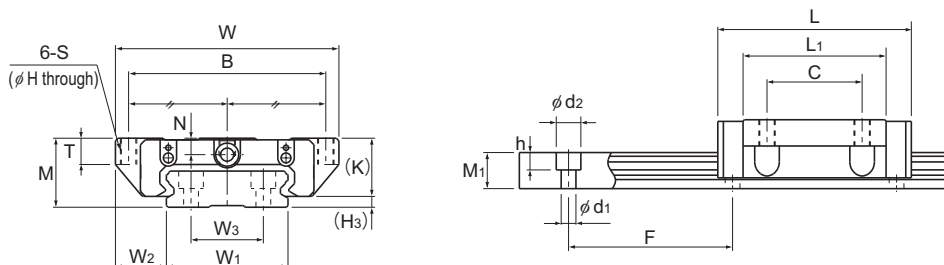 W
6-S
(φH through)
B
N
T
M
(K)
(H3)
W3
W2
W1
L
L1
C
φd2
h
M1
φd1
F